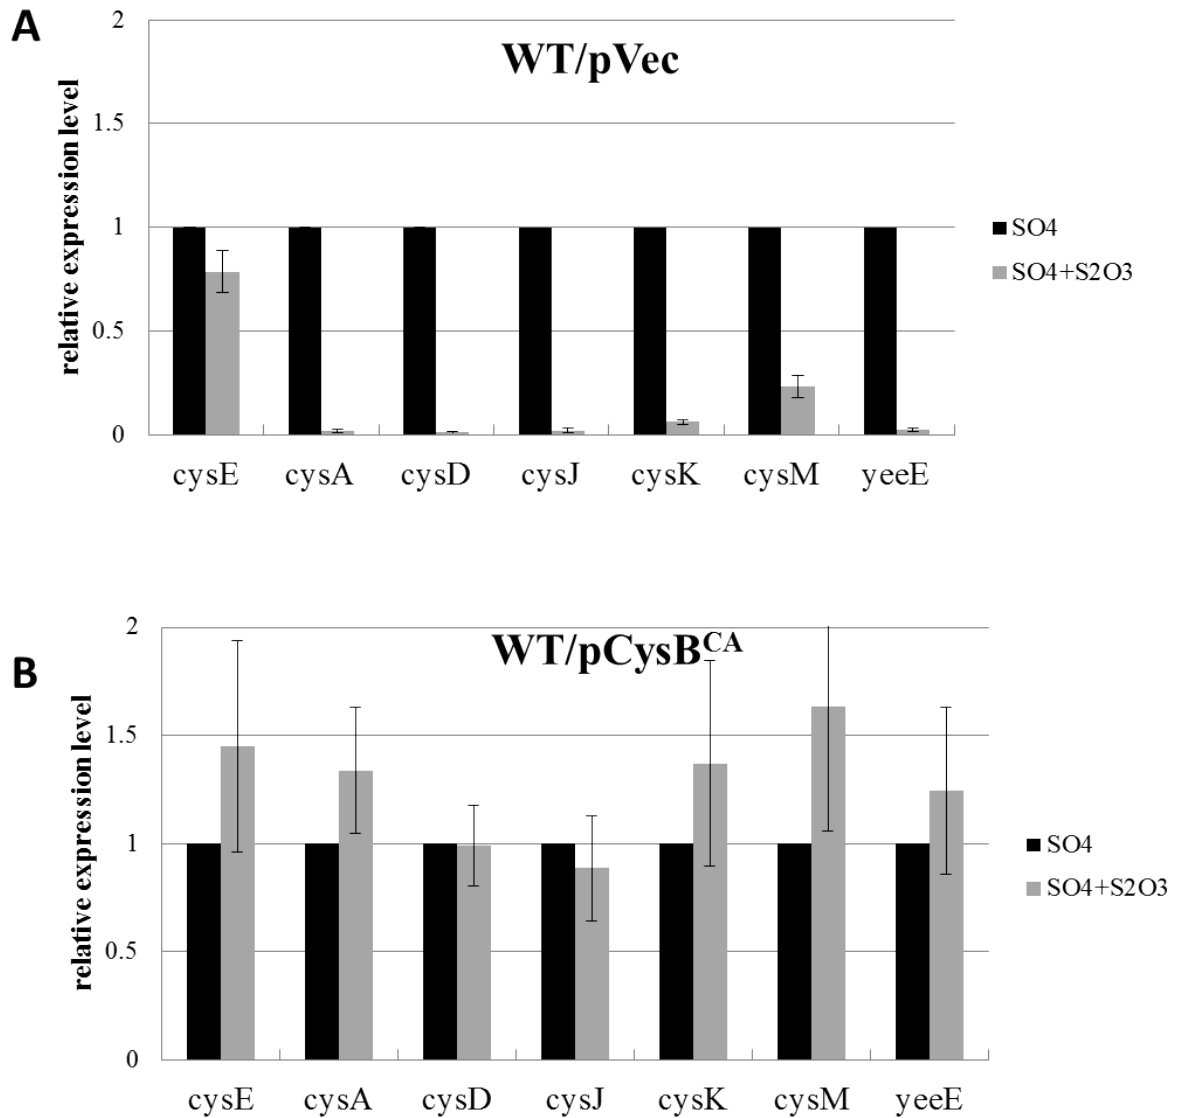 A
WT/pVec
relative expression level
2
1.5
1
0.5
0
cysE cysA cysD cysJ cysK cysM yeeE
SO4
SO4+S2O3
B
WT/pCysB^CA
relative expression level
2
1.5
1
0.5
0
cysE cysA cysD cysJ cysK cysM yeeE
SO4
SO4+S2O3